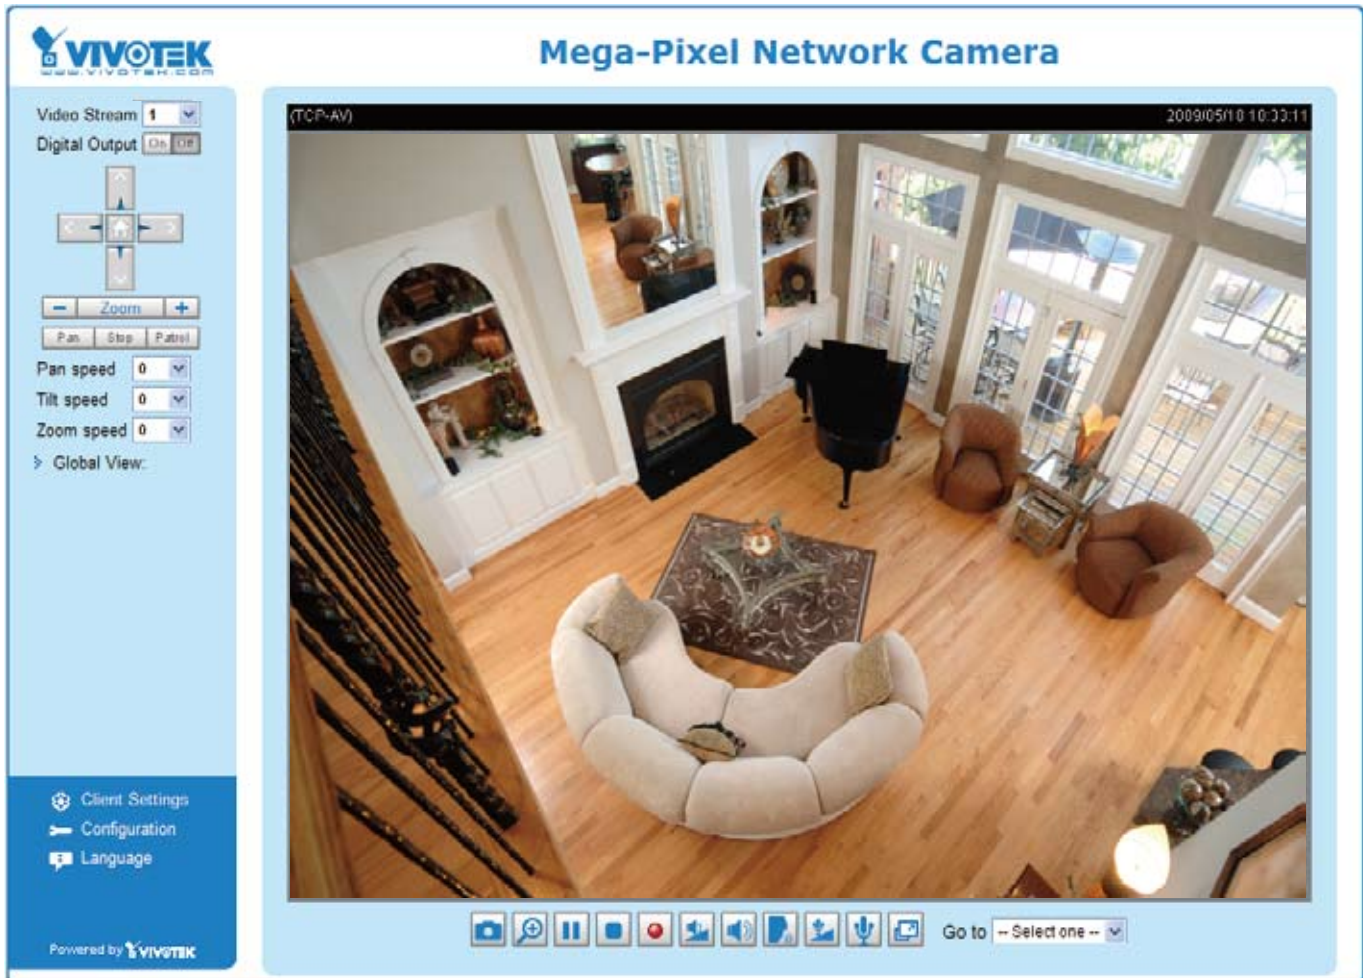 VIVOTEK
www.vivotek.com
Mega-Pixel Network Camera
Video Stream 1
Digital Output On Off
Zoom
Pan Stop Patrol
Pan speed 0
Tilt speed 0
Zoom speed 0
Global View:
(TCP-AV) 2009/05/10 10:33:11
Client Settings
Configuration
Language
Powered by VIVOTEK
Go to -- Select one --